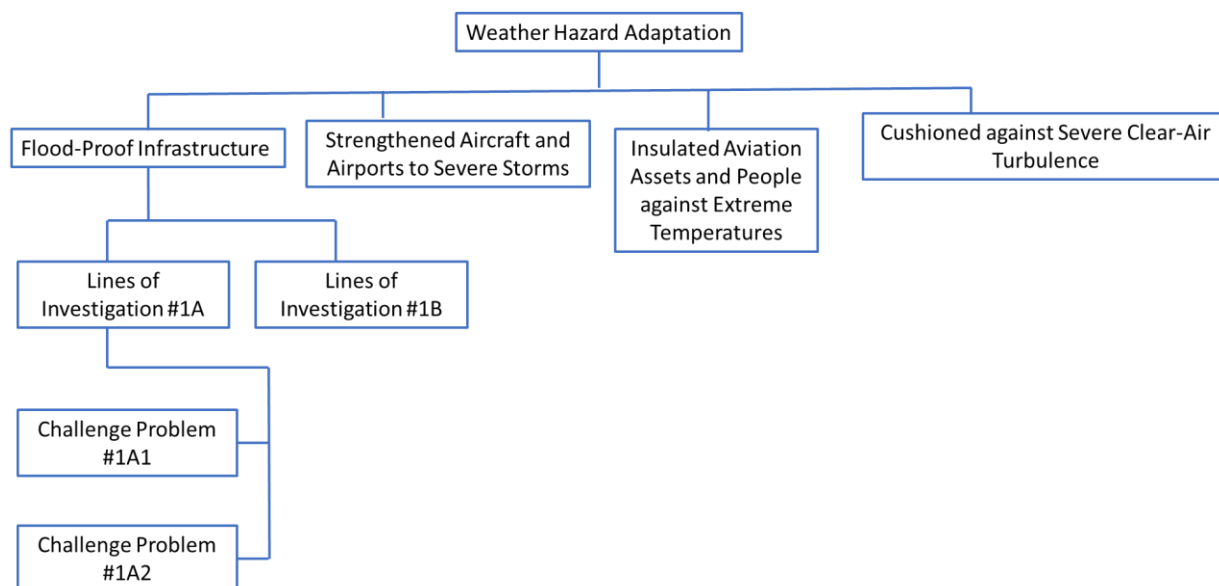 Weather Hazard Adaptation
Flood-Proof Infrastructure
Strengthened Aircraft and
Airports to Severe Storms
Insulated Aviation
Assets and People
against Extreme
Temperatures
Cushioned against Severe Clear-Air
Turbulence
Lines of
Investigation #1A
Lines of
Investigation #1B
Challenge Problem
#1A1
Challenge Problem
#1A2